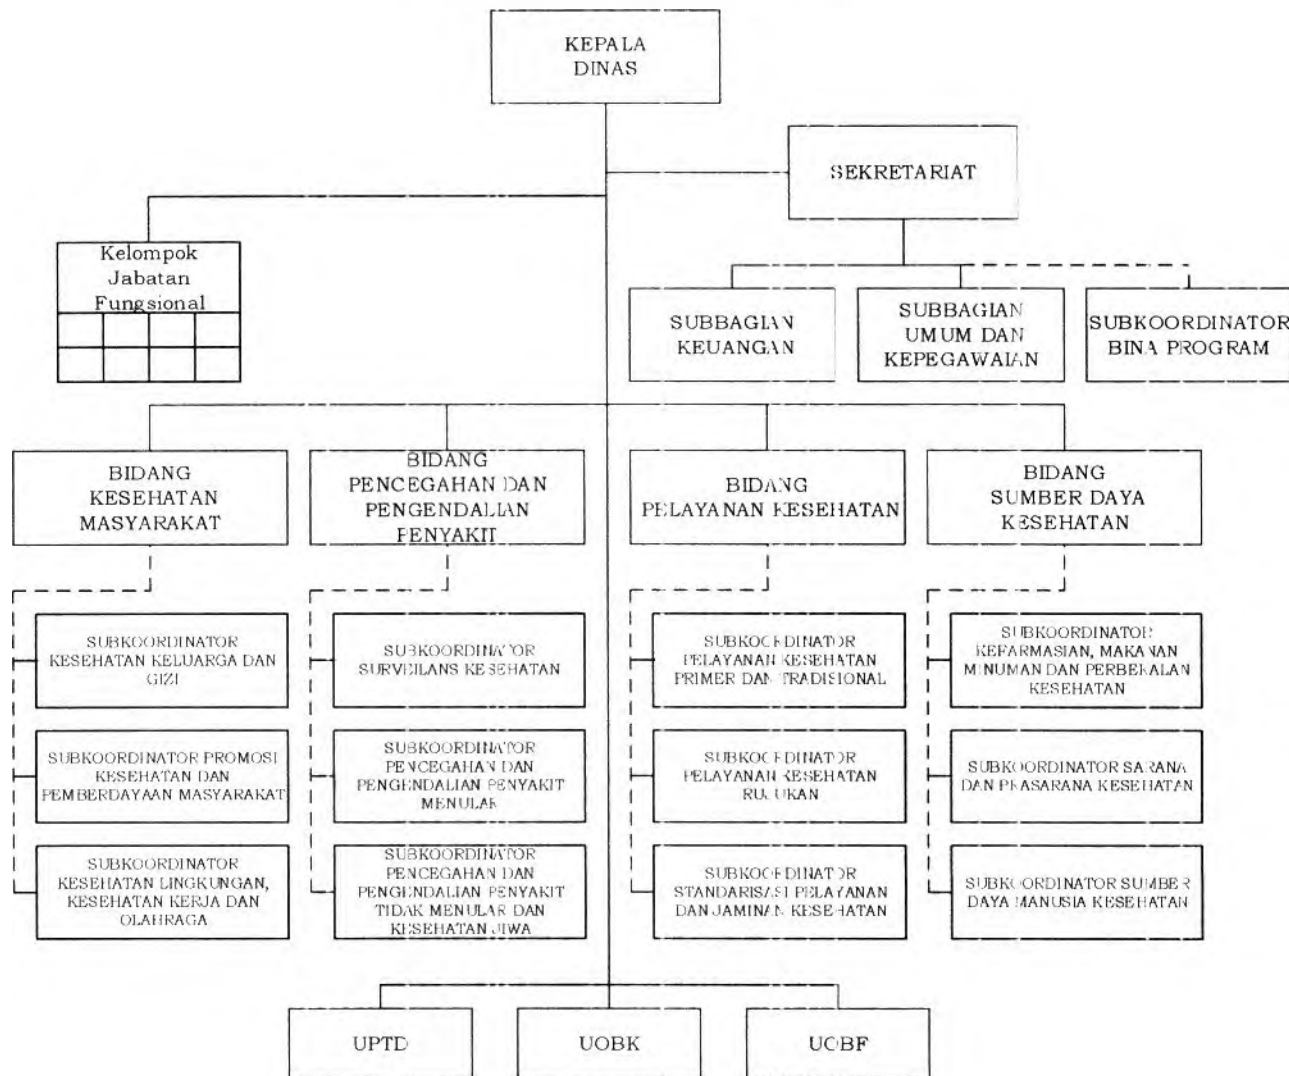 KEPALA
DINAS
SEKRETARIAT
Kelompok
Jabatan
Fungsional
SUBBAGIAN
KEUANGAN
SUBBAGIAN
UMUM DAN
KEPEGAWAIAN
SUBKOORDINATOR
BINA PROGRAM
BIDANG
KESEHATAN
MASYARAKAT
BIDANG
PENCEGAHAN DAN
PENGENDALIAN
PENYAKIT
BIDANG
PELAYANAN KESEHATAN
BIDANG
SUMBER DAYA
KESEHATAN
SUBKOORDINATOR
KESEHATAN KELUARGA DAN
GIZI
SUBKOORDINATOR PROMOSI
KESEHATAN DAN
PEMBERDAYAAN MASYARAKAT
SUBKOORDINATOR
KESEHATAN LINGKUNGAN,
KESEHATAN KERJA DAN
OLAHRAGA
SUBKOORDINATOR
SURVEILANS KESEHATAN
SUBKOORDINATOR
PENCEGAHAN DAN
PENGENDALIAN PENYAKIT
MENULAR
SUBKOORDINATOR
PENCEGAHAN DAN
PENGENDALIAN PENYAKIT
TIDAK MENULAR DAN
KESEHATAN JIWA
SUBKOORDINATOR
PELAYANAN KESEHATAN
PRIMER DAN TRADISIONAL
SUBKOORDINATOR
PELAYANAN KESEHATAN
RUJUKAN
SUBKOORDINATOR
STANDARISASI PELAYANAN
DAN JAMINAN KESEHATAN
SUBKOORDINATOR
KEFARMASIAN, MAKANAN
MINUMAN DAN PERBEKALAN
KESEHATAN
SUBKOORDINATOR SARANA
DAN PRASARANA KESEHATAN
SUBKOORDINATOR SUMBER
DAYA MANUSIA KESEHATAN
UPTD
UOBK
UOBF